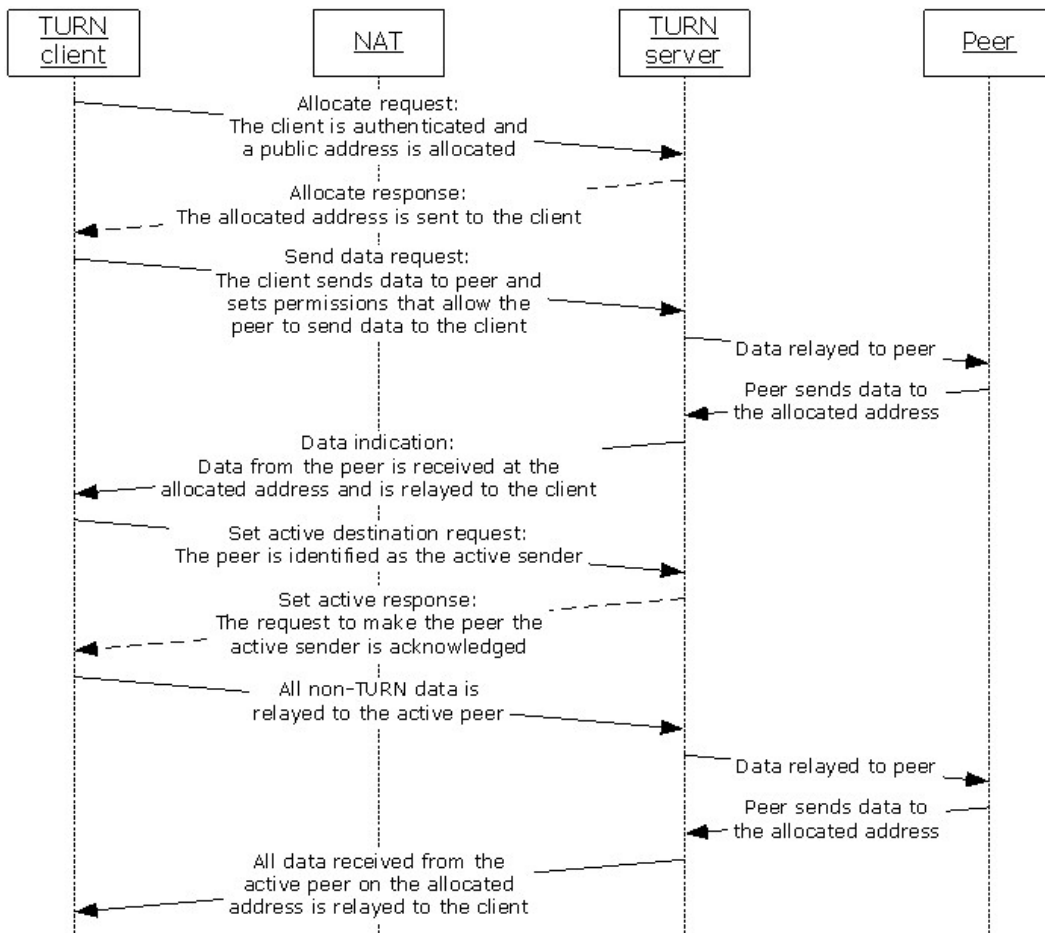 TURN
client
NAT
TURN
server
Peer
Allocate request:
The client is authenticated and
a public address is allocated
Allocate response:
The allocated address is sent to the client
Send data request:
The client sends data to peer and
sets permissions that allow the
peer to send data to the client
Data relayed to peer
Peer sends data to
the allocated address
Data indication:
Data from the peer is received at the
allocated address and is relayed to the client
Set active destination request:
The peer is identified as the active sender
Set active response:
The request to make the peer the
active sender is acknowledged
All non-TURN data is
relayed to the active peer
Data relayed to peer
Peer sends data to
the allocated address
All data received from the
active peer on the allocated
address is relayed to the client